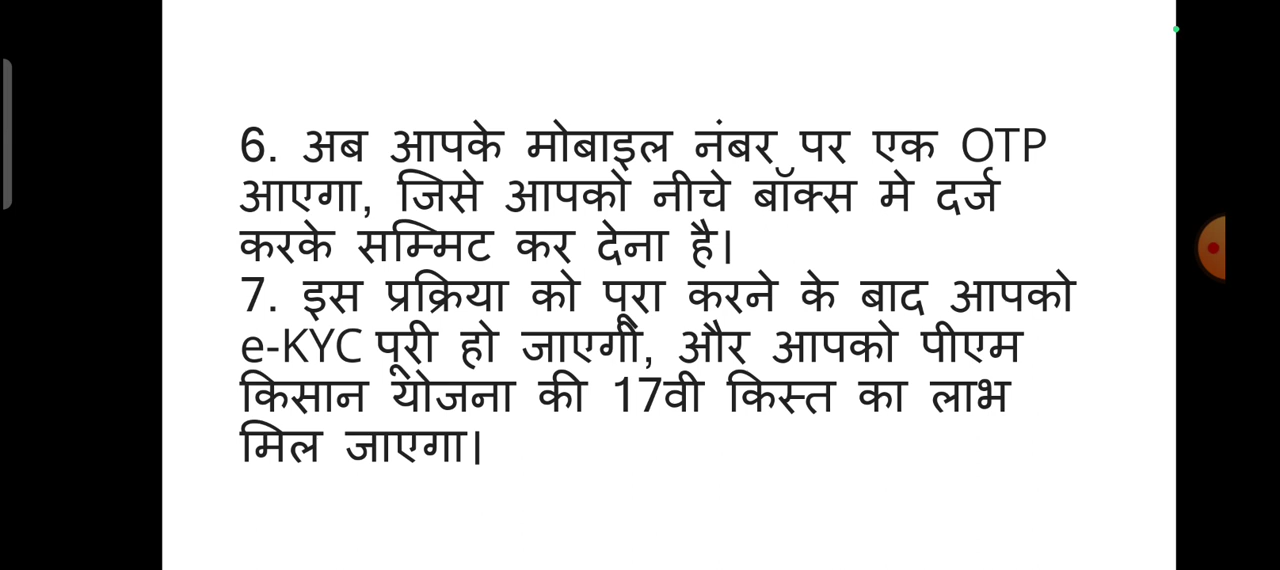 6. अब आपके मोबाइल नंबर पर एक OTP
आएगा, जिसे आपको नीचे बॉक्स मे दर्ज
करके सम्मिट कर देना है।
7. इस प्रक्रिया को पूरा करने के बाद आपको
e-KYC पूरी हो जाएगी, और आपको पीएम
किसान योजना की 17वी किस्त का लाभ
मिल जाएगा।